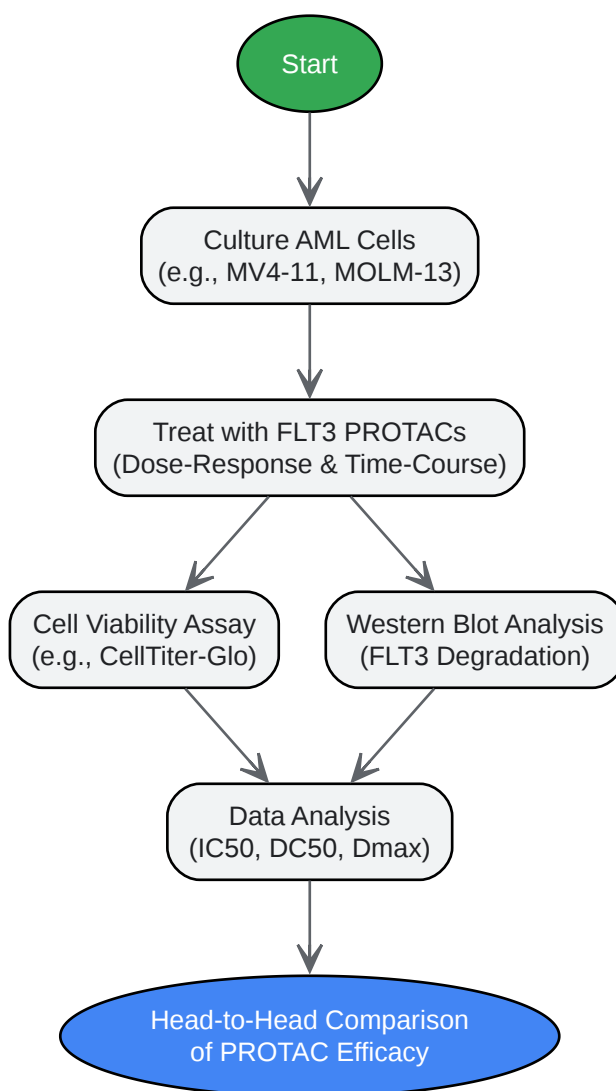 Start
Culture AML Cells
(e.g., MV4-11, MOLM-13)
Treat with FLT3 PROTACs
(Dose-Response & Time-Course)
Cell Viability Assay
(e.g., CellTiter-Glo)
Western Blot Analysis
(FLT3 Degradation)
Data Analysis
(IC50, DC50, Dmax)
Head-to-Head Comparison
of PROTAC Efficacy